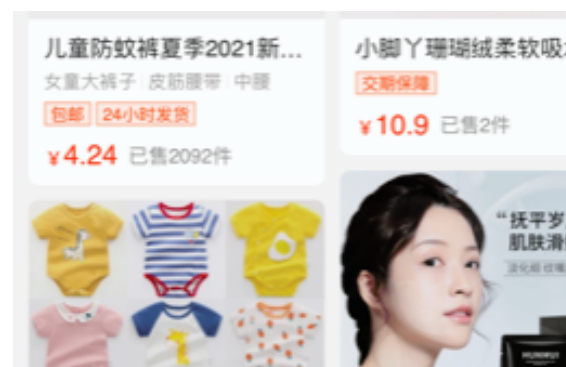 儿童防蚊裤夏季2021新...
女童大裤子 皮筋腰带 中腰
包邮 24小时发货
¥4.24 已售2092件
小脚丫珊瑚绒柔软吸
交期保障
¥10.9 已售2件
“抚平岁
肌肤滑